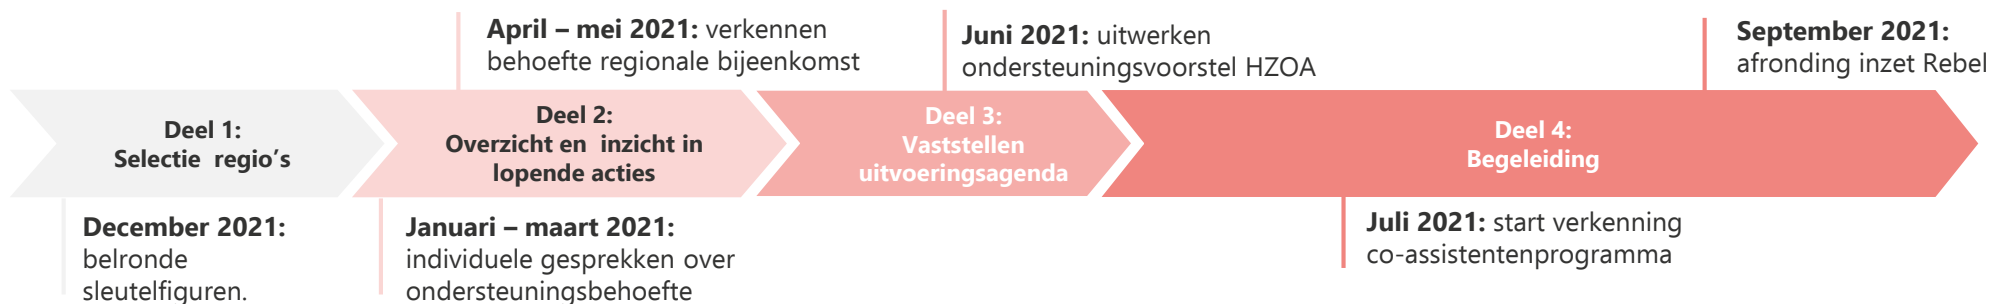 April – mei 2021: verkennen
behoefte regionale bijeenkomst
Juni 2021: uitwerken
ondersteuningsvoorstel HZOA
September 2021:
afronding inzet Rebel
Deel 1:
Selectie regio’s
Deel 2:
Overzicht en inzicht in
lopende acties
Deel 3:
Vaststellen
uitvoeringsagenda
Deel 4:
Begeleiding
December 2021:
belronde
sleutelfiguren.
Januari – maart 2021:
individuele gesprekken over
ondersteuningsbehoefte
Juli 2021: start verkenning
co-assistentenprogramma